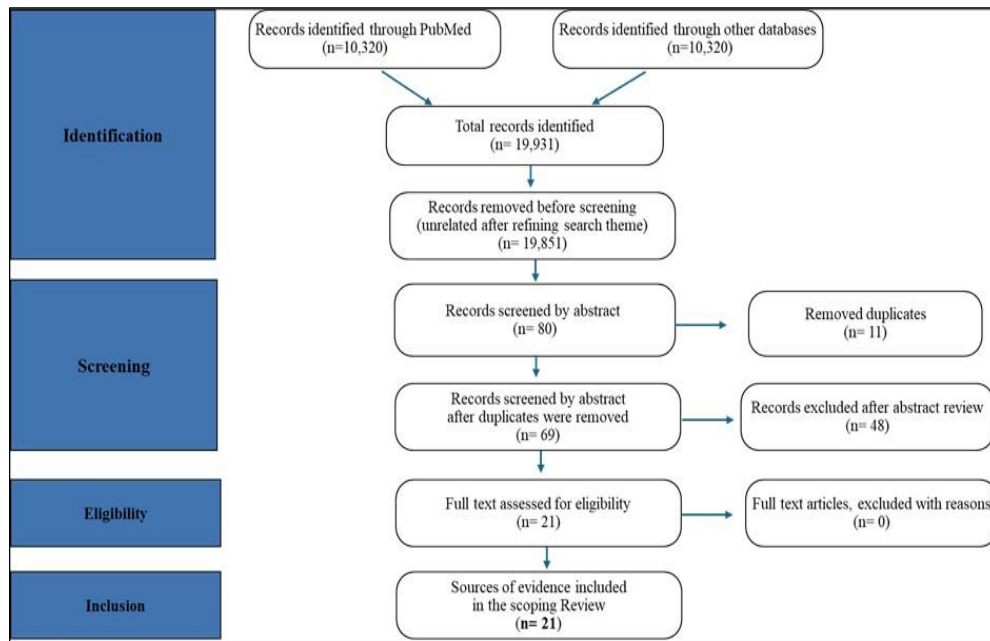 Records identified through PubMed
(n=10,320)
Records identified through other databases
(n=10,320)
Identification
Total records identified
(n= 19,931)
Records removed before screening
(unrelated after refining search theme)
(n= 19,851)
Records screened by abstract
(n= 80)
Removed duplicates
(n= 11)
Screening
Records screened by abstract
after duplicates were removed
(n= 69)
Records excluded after abstract review
(n= 48)
Eligibility
Full text assessed for eligibility
(n= 21)
Full text articles, excluded with reasons
(n= 0)
Inclusion
Sources of evidence included
in the scoping Review
(n= 21)